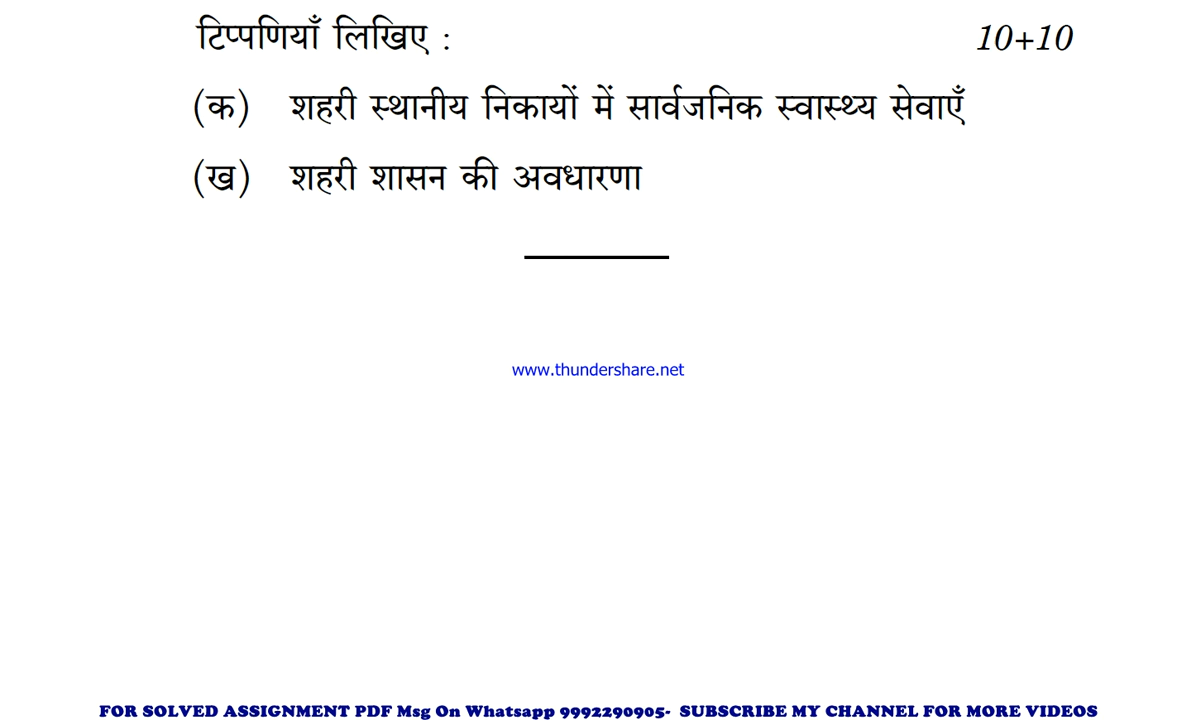 टिप्पणियाँ लिखिए : 10+10
(क) शहरी स्थानीय निकायों में सार्वजनिक स्वास्थ्य सेवाएँ
(ख) शहरी शासन की अवधारणा
www.thundershare.net
FOR SOLVED ASSIGNMENT PDF Msg On Whatsapp 9992290905- SUBSCRIBE MY CHANNEL FOR MORE VIDEOS